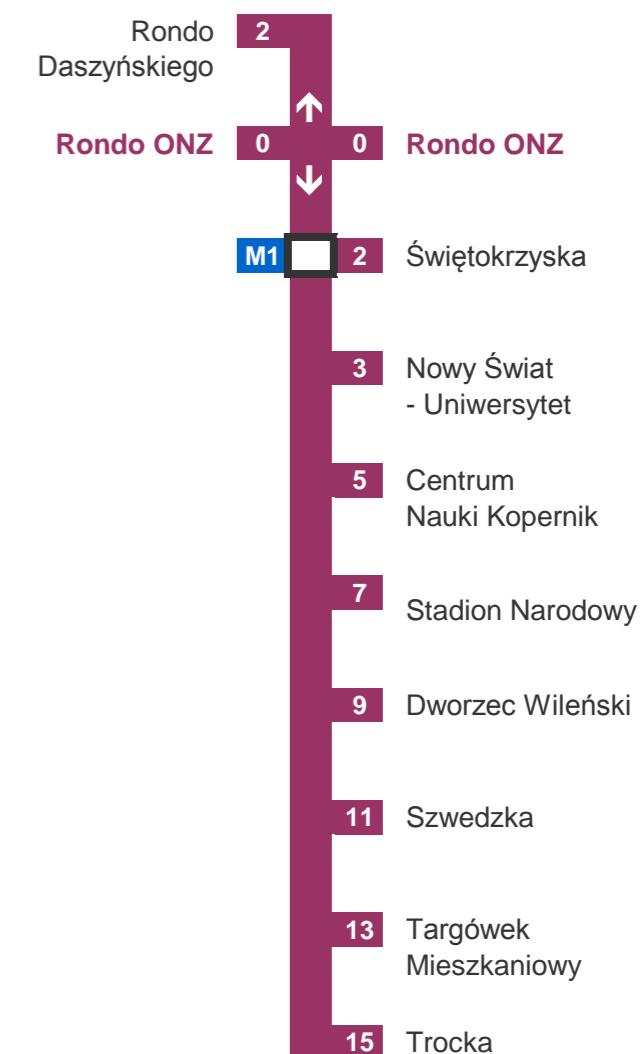 Rondo 2
Daszyńskiego
Rondo ONZ 0 0 Rondo ONZ
M1 2 Świętokrzyska
3 Nowy Świat
- Uniwersytet
5 Centrum
Nauki Kopernik
7 Stadion Narodowy
9 Dworzec Wileński
11 Szwedzka
13 Targówek
Mieszkaniowy
15 Trocka